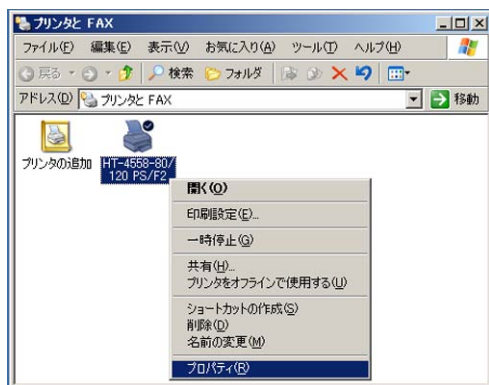 プリンタと FAX
ファイル(F) 編集(E) 表示(V) お気に入り(A) ツール(T) ヘルプ(H)
戻る 検索 フォルダ
アドレス(D) プリンタと FAX 移動
プリンタの追加
HT-4558-80/
120 PS/F2
開く(O)
印刷設定(E)...
一時停止(G)
共有(H)...
プリンタをオフラインで使用する(U)
ショートカットの作成(S)
削除(D)
名前の変更(M)
プロパティ(R)